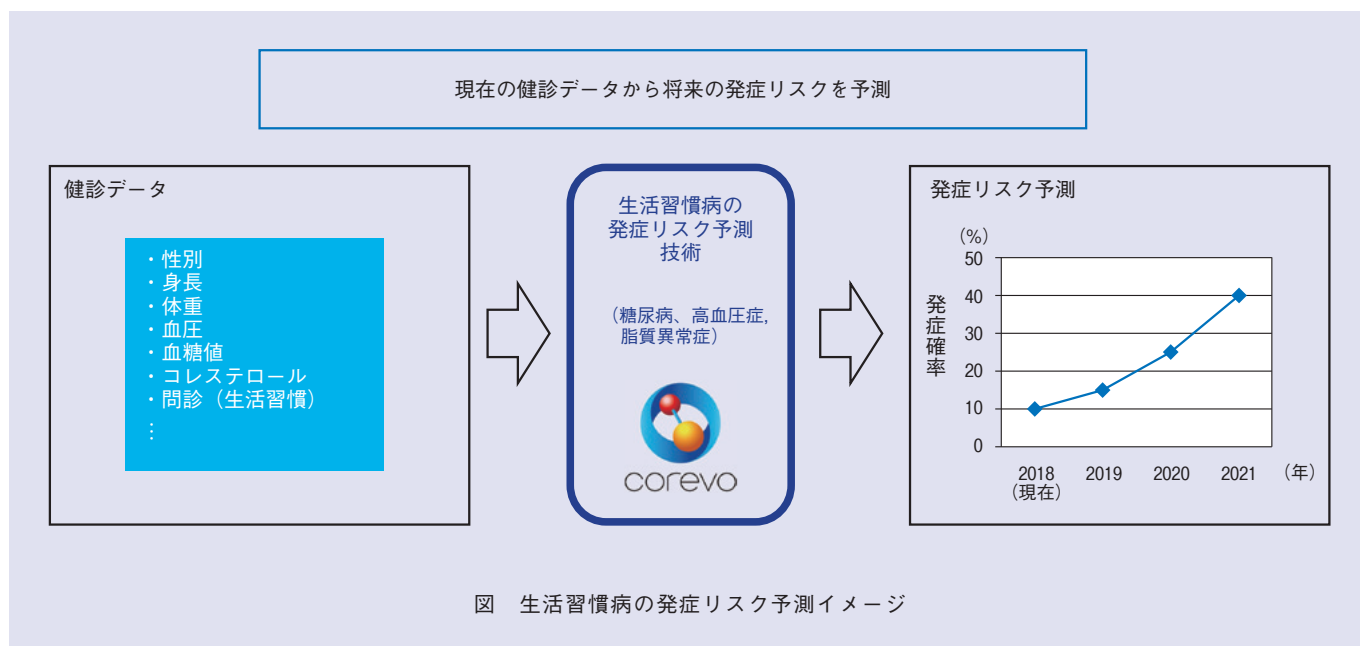 現在の健診データから将来の発症リスクを予測
健診データ
・性別
・身長
・体重
・血圧
・血糖値
・コレステロール
・問診（生活習慣）
⋮
生活習慣病の
発症リスク予測
技術
（糖尿病、高血圧症,
脂質異常症）
corevo
発症リスク予測
（%）
発症確率
50
40
30
20
10
0
2018 2019 2020 2021 （年）
（現在）
図　生活習慣病の発症リスク予測イメージ